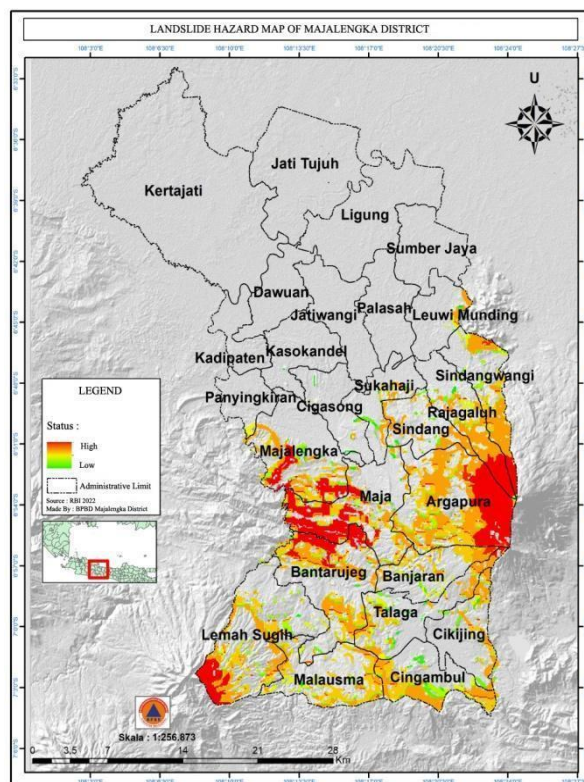 LANDSLIDE HAZARD MAP OF MAJALENGKA DISTRICT
U
Jati Tujuh
Kertajati
Ligung
Sumber Jaya
Dawuan
Palasah
Jatiwangi
Leuwi Munding
Kadipaten
Kasokandel
Sukahaji
Sindangwangi
Panyingkiran
Cigasong
Rajagaluh
Sindang
Majalengka
Maja
Argapura
Bantarujeg
Banjaran
Talaga
Lemah Sugih
Cikijing
Malausma
Cingambul
LEGEND
Status :
High
Low
Administrative Limit
Source : RBI 2022
Made By : BPBD Majalengka District
Skala : 1:256.873
0 3,5 7 14 21 28
Km